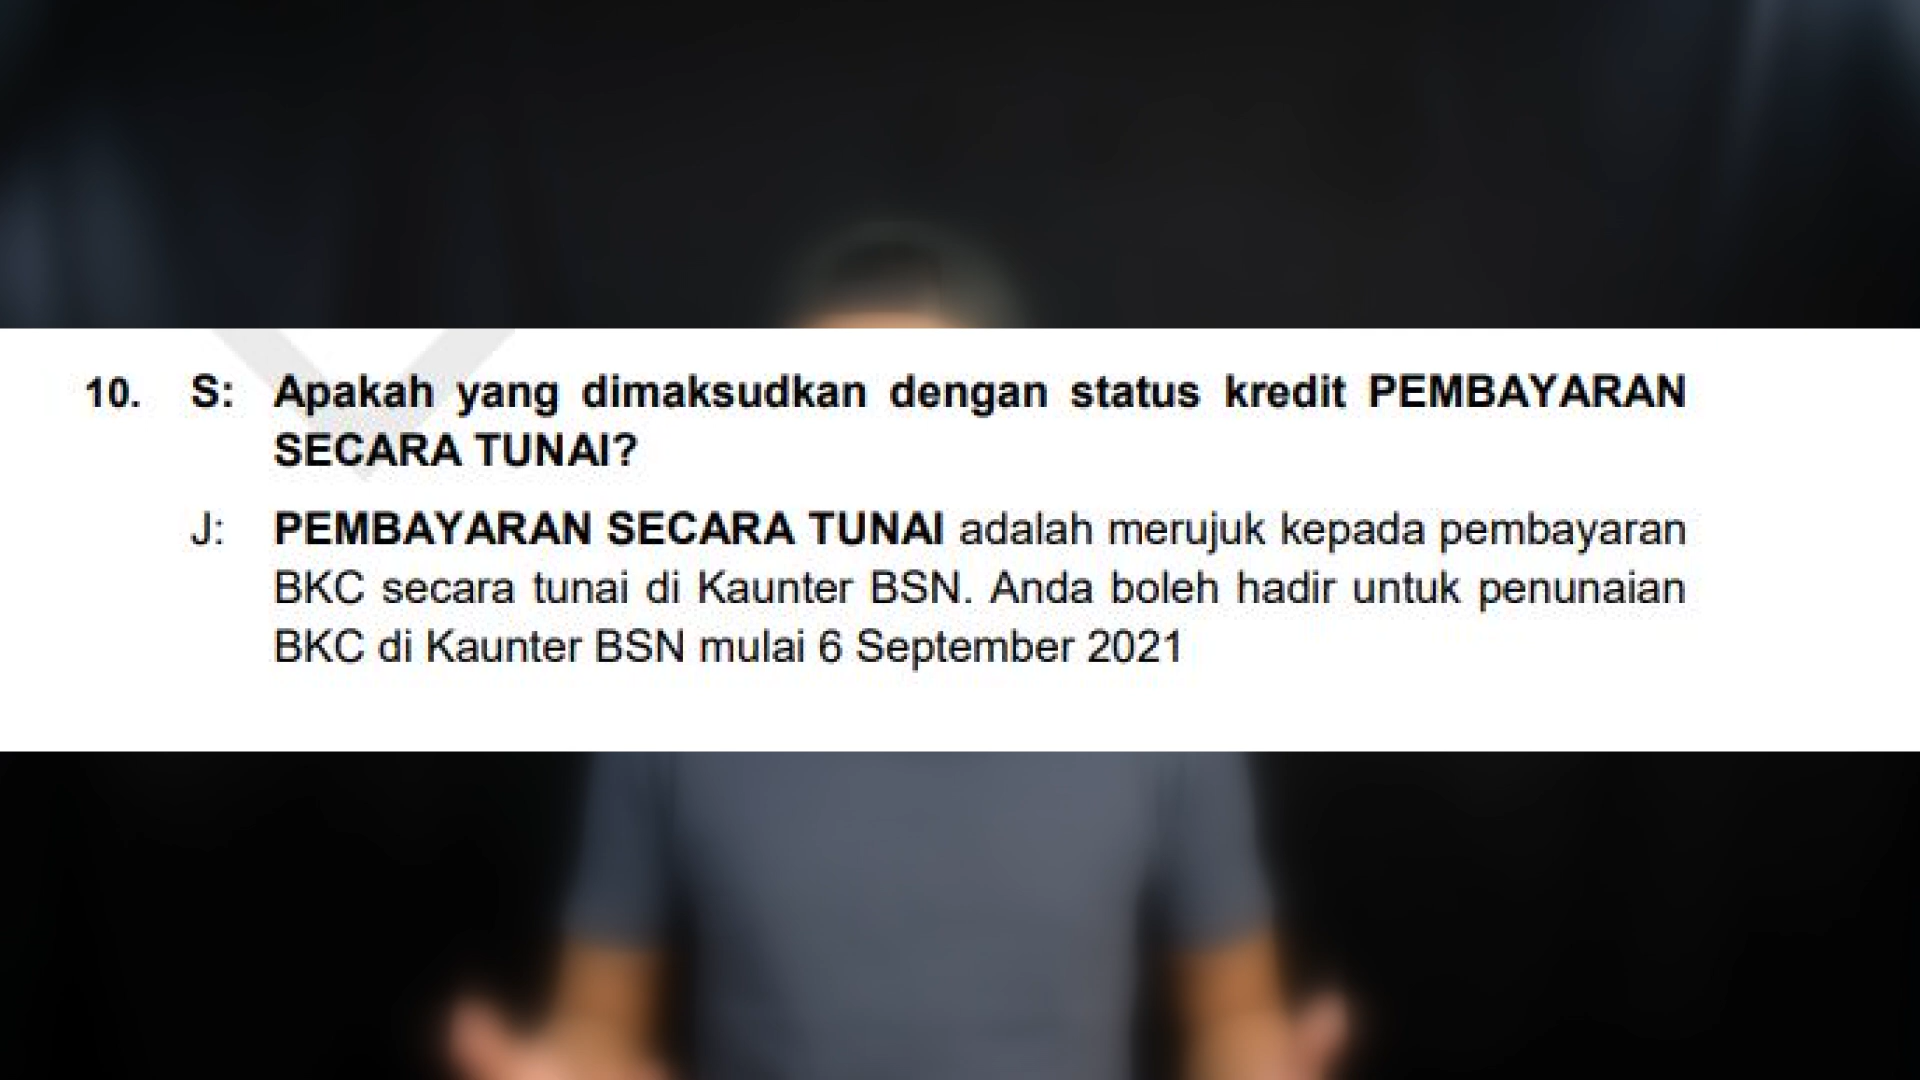 10. S: Apakah yang dimaksudkan dengan status kredit PEMBAYARAN
SECARA TUNAI?
J: PEMBAYARAN SECARA TUNAI adalah merujuk kepada pembayaran
BKC secara tunai di Kaunter BSN. Anda boleh hadir untuk penunaian
BKC di Kaunter BSN mulai 6 September 2021